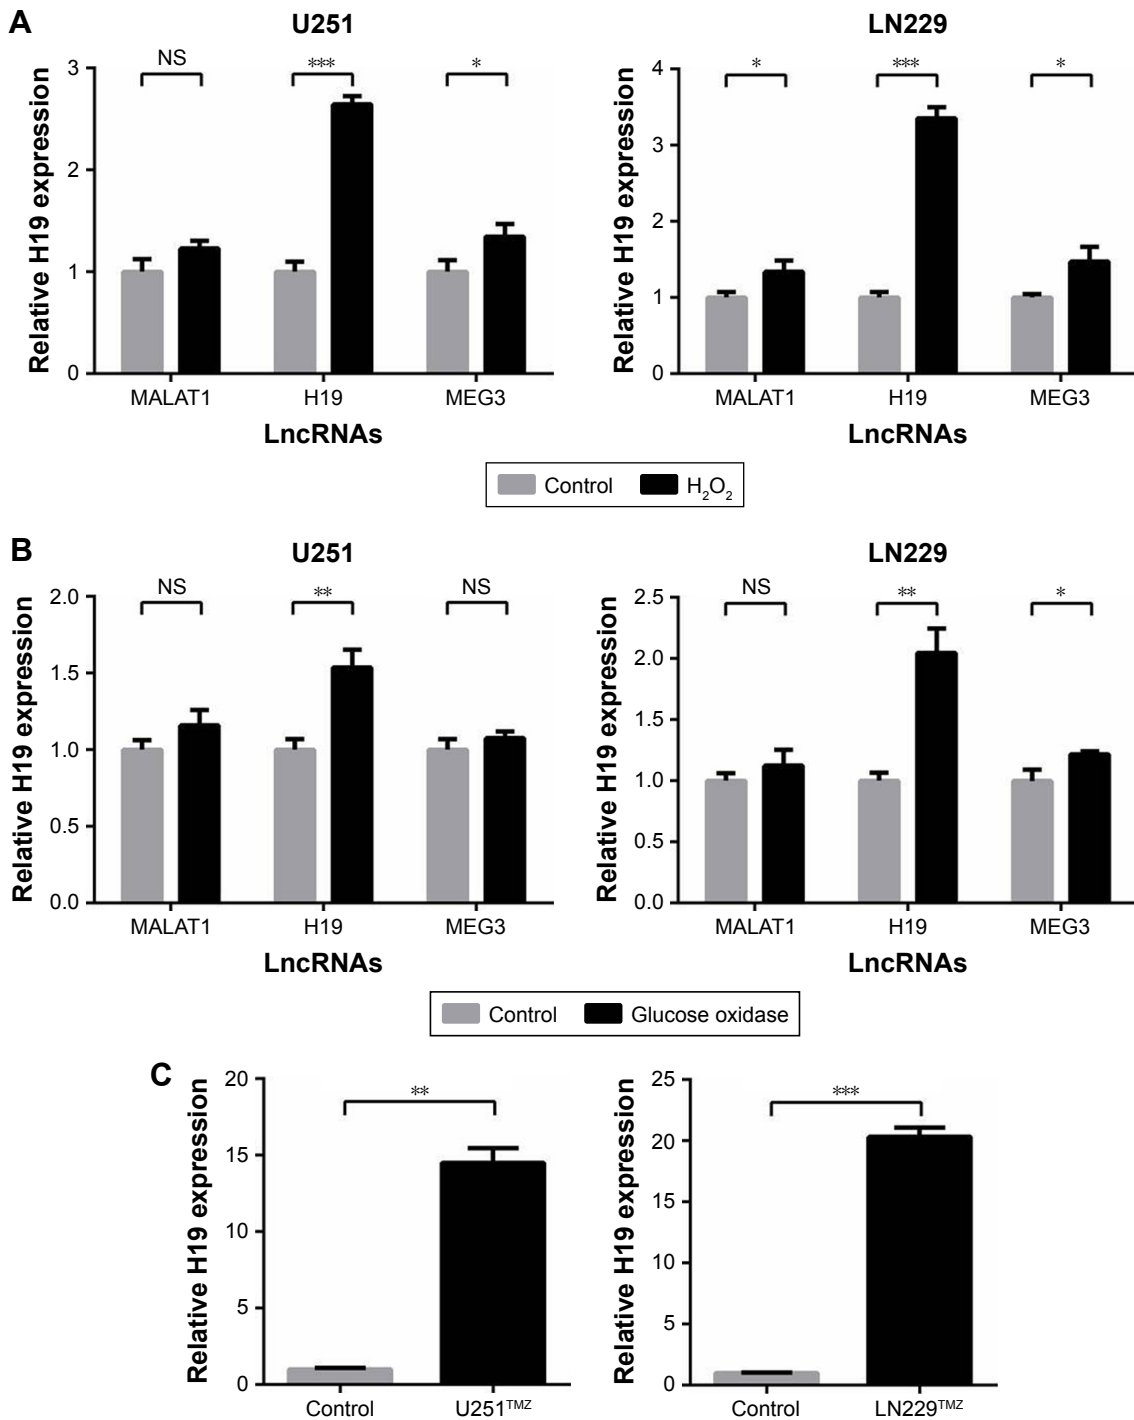 A
U251
LN229
NS
***
*
*
***
*
Relative H19 expression
3
2
1
0
MALAT1
H19
MEG3
LncRNAs
Relative H19 expression
4
3
2
1
0
MALAT1
H19
MEG3
LncRNAs
Control
H₂O₂
B
U251
LN229
NS
**
NS
NS
**
*
Relative H19 expression
2.0
1.5
1.0
0.5
0.0
MALAT1
H19
MEG3
LncRNAs
Relative H19 expression
2.5
2.0
1.5
1.0
0.5
0.0
MALAT1
H19
MEG3
LncRNAs
Control
Glucose oxidase
C
Relative H19 expression
20
15
10
5
0
**
Control
U251ᵀᴹᶻ
Relative H19 expression
25
20
15
10
5
0
***
Control
LN229ᵀᴹᶻ